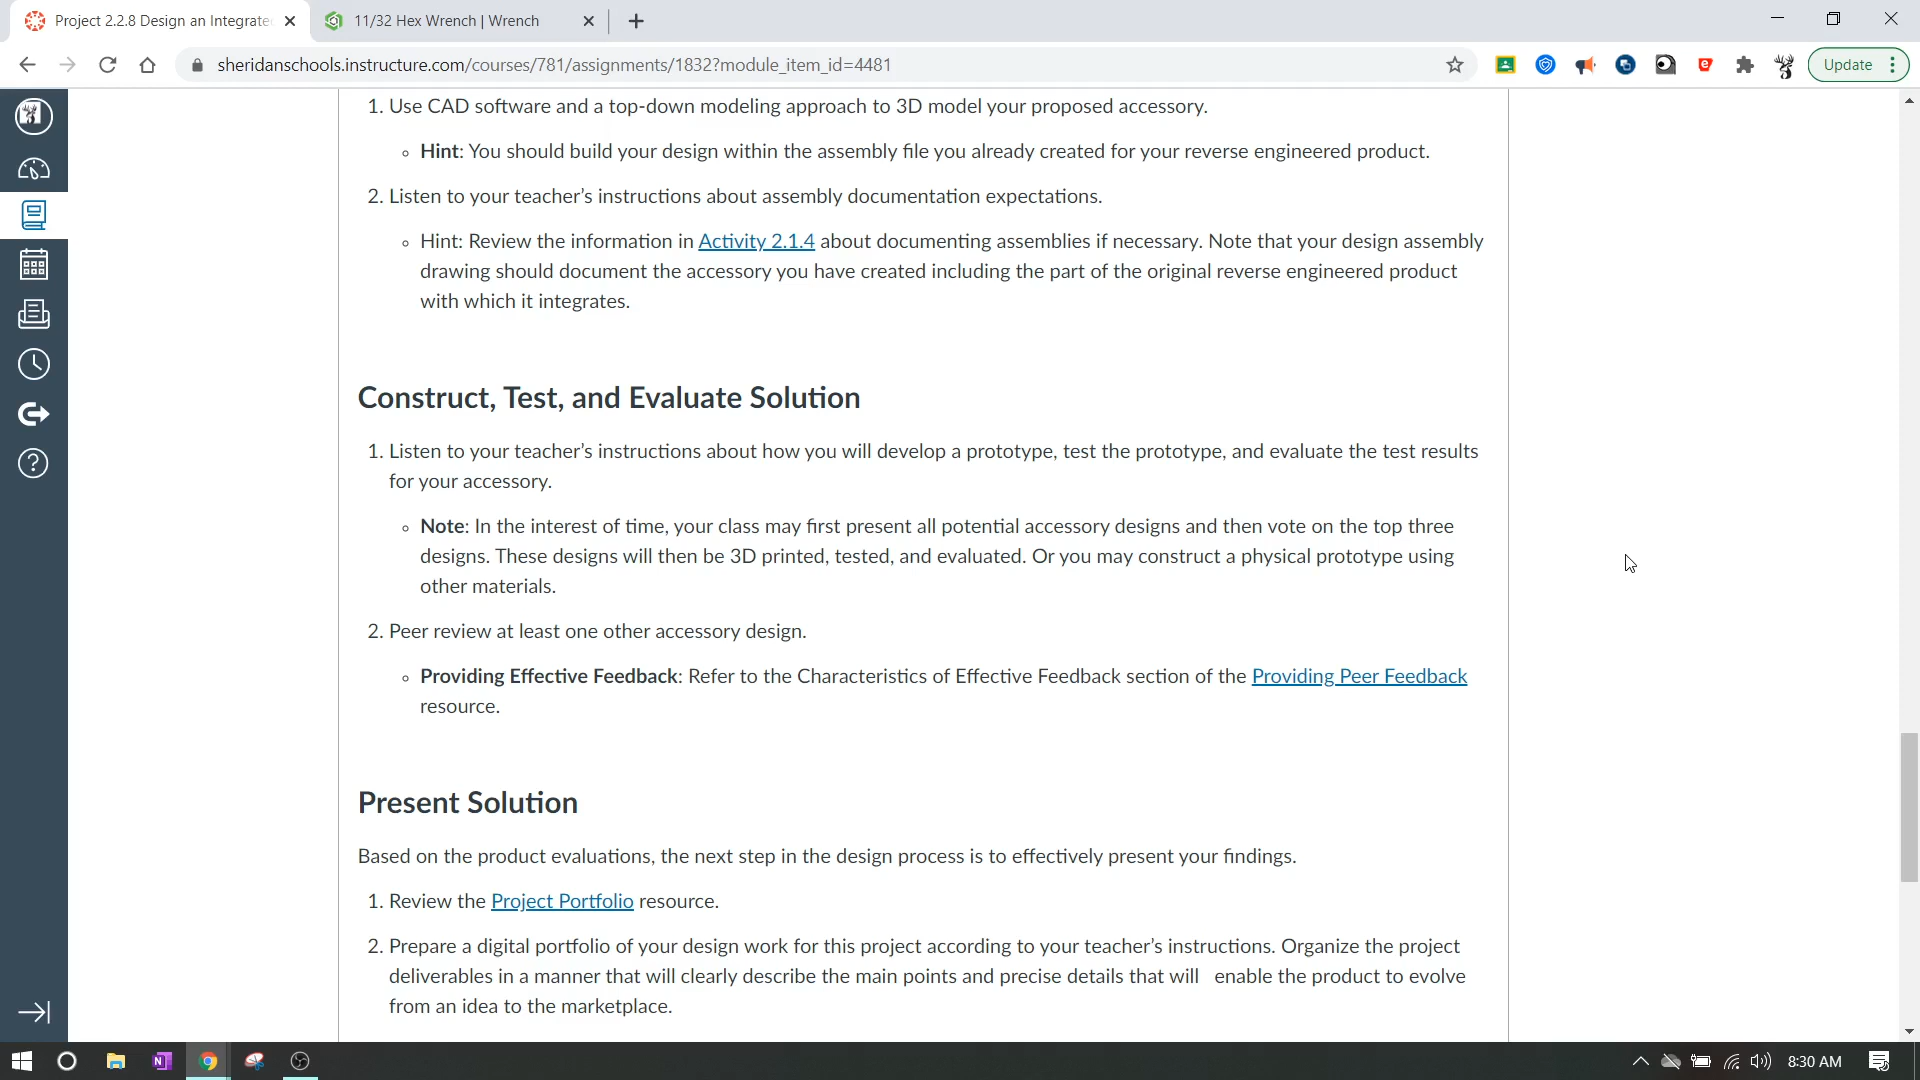 Project 2.2.8 Design an Integrate
11/32 Hex Wrench | Wrench
sheridanschools.instructure.com/courses/781/assignments/1832?module_item_id=4481
Update
1. Use CAD software and a top-down modeling approach to 3D model your proposed accessory.
Hint: You should build your design within the assembly file you already created for your reverse engineered product.
2. Listen to your teacher’s instructions about assembly documentation expectations.
Hint: Review the information in Activity 2.1.4 about documenting assemblies if necessary. Note that your design assembly
drawing should document the accessory you have created including the part of the original reverse engineered product
with which it integrates.
Construct, Test, and Evaluate Solution
1. Listen to your teacher’s instructions about how you will develop a prototype, test the prototype, and evaluate the test results
for your accessory.
Note: In the interest of time, your class may first present all potential accessory designs and then vote on the top three
designs. These designs will then be 3D printed, tested, and evaluated. Or you may construct a physical prototype using
other materials.
2. Peer review at least one other accessory design.
Providing Effective Feedback: Refer to the Characteristics of Effective Feedback section of the Providing Peer Feedback
resource.
Present Solution
Based on the product evaluations, the next step in the design process is to effectively present your findings.
1. Review the Project Portfolio resource.
2. Prepare a digital portfolio of your design work for this project according to your teacher’s instructions. Organize the project
deliverables in a manner that will clearly describe the main points and precise details that will enable the product to evolve
from an idea to the marketplace.
8:30 AM